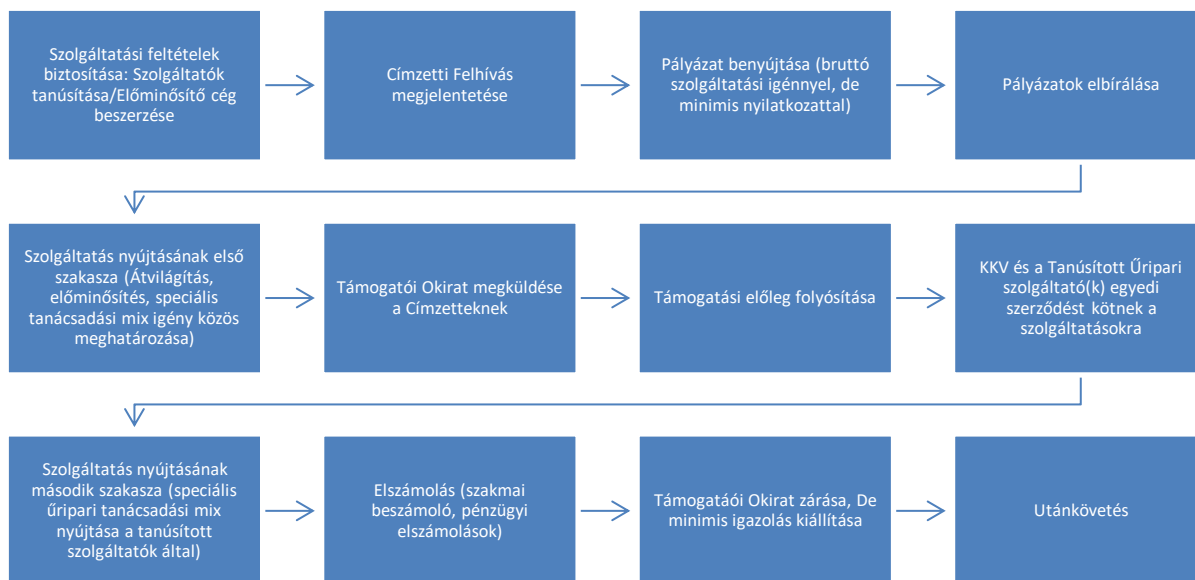 Szolgáltatási feltételek
biztosítása: Szolgáltatók
tanúsítása/Előminősítő cég
beszerzése
Címzetti Felhívás
megjelentetése
Pályázat benyújtása (bruttó
szolgáltatási igénnyel, de
minimis nyilatkozattal)
Pályázatok elbírálása
Szolgáltatás nyújtásának első
szakasza (Átvilágítás,
előminősítés, speciális
tanácsadási mix igény közös
meghatározása)
Támogatói Okirat megküldése
a Címzetteknek
Támogatási előleg folyósítása
KKV és a Tanúsított Űripari
szolgáltató(k) egyedi
szerződést kötnek a
szolgáltatásokra
Szolgáltatás nyújtásának
második szakasza (speciális
űripari tanácsadási mix
nyújtása a tanúsított
szolgáltatók által)
Elszámolás (szakmai
beszámoló, pénzügyi
elszámolások)
Támogatáói Okirat zárása, De
minimis igazolás kiállítása
Utánkövetés